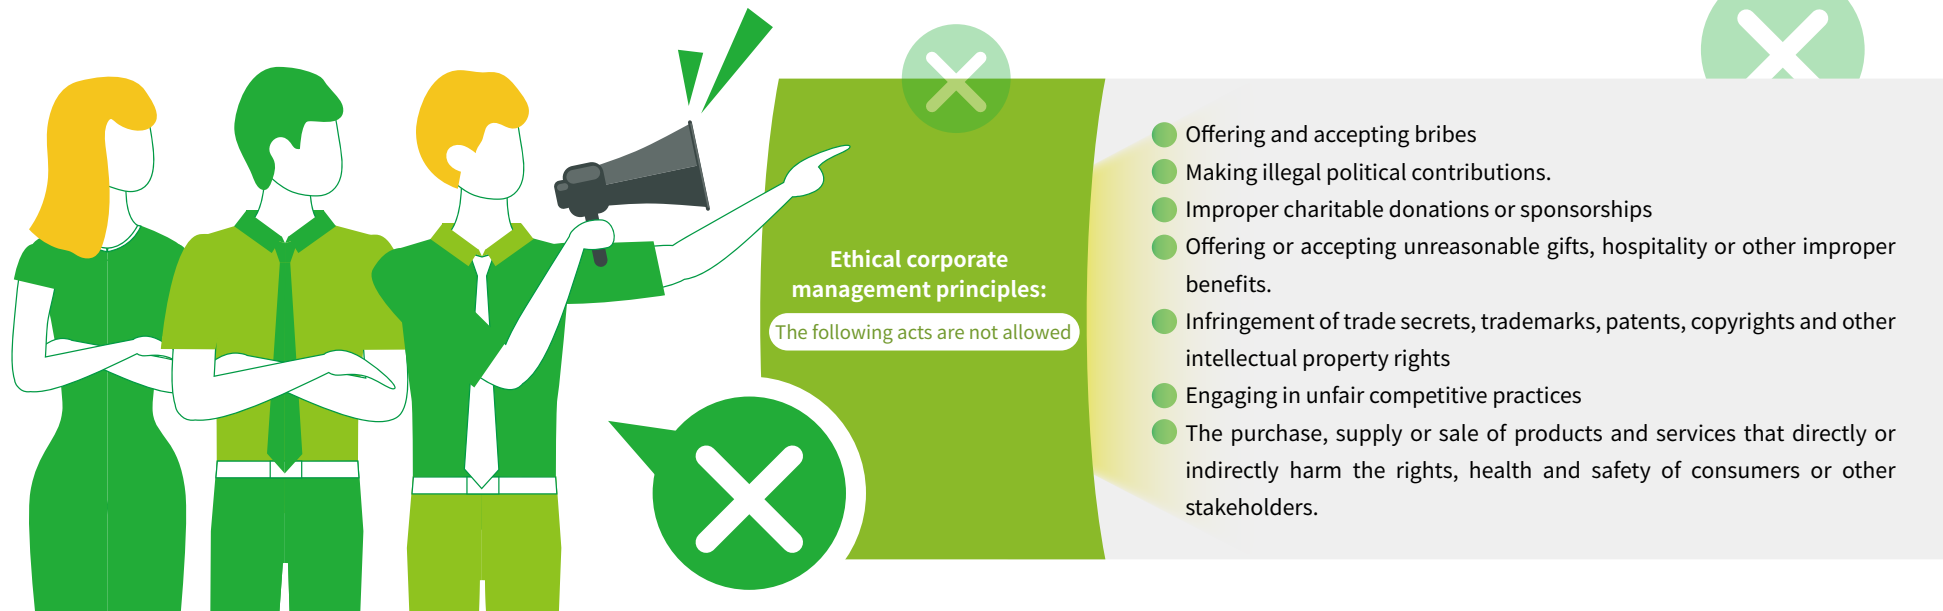 Ethical corporate
management principles:
The following acts are not allowed
Offering and accepting bribes
Making illegal political contributions.
Improper charitable donations or sponsorships
Offering or accepting unreasonable gifts, hospitality or other improper
benefits.
Infringement of trade secrets, trademarks, patents, copyrights and other
intellectual property rights
Engaging in unfair competitive practices
The purchase, supply or sale of products and services that directly or
indirectly harm the rights, health and safety of consumers or other
stakeholders.